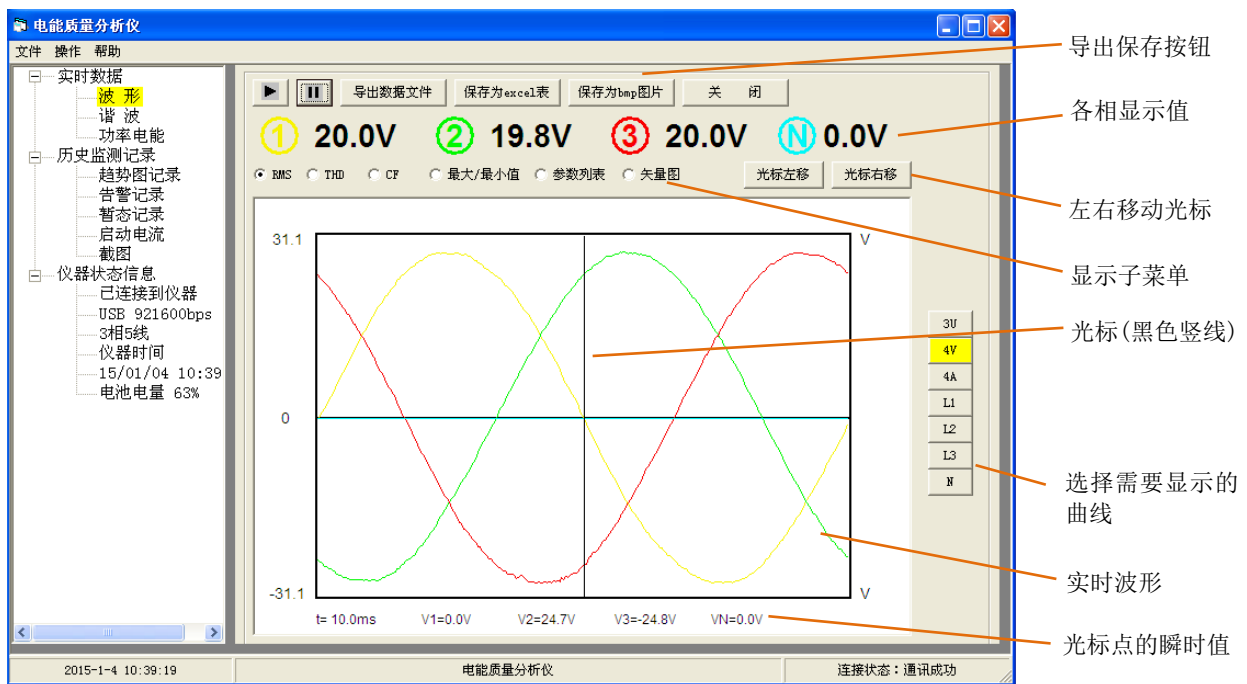 电能质量分析仪
文件 操作 帮助
实时数据
波 形
谐 波
功率电能
历史监测记录
趋势图记录
告警记录
暂态记录
启动电流
截图
仪器状态信息
已连接到仪器
USB 921600bps
3相5线
仪器时间
15/01/04 10:39
电池电量 63%
导出数据文件 保存为excel表 保存为bmp图片 关 闭
1 20.0V 2 19.8V 3 20.0V N 0.0V
RMS THD CF 最大/最小值 参数列表 矢量图 光标左移 光标右移
31.1 V
0
-31.1 V
t= 10.0ms V1=0.0V V2=24.7V V3=-24.8V VN=0.0V
3U
4V
4A
L1
L2
L3
N
2015-1-4 10:39:19 电能质量分析仪 连接状态：通讯成功
导出保存按钮
各相显示值
左右移动光标
显示子菜单
光标(黑色竖线)
选择需要显示的
曲线
实时波形
光标点的瞬时值